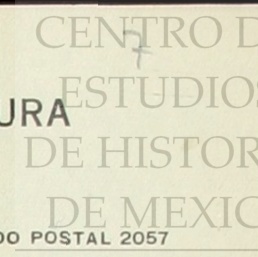 CENTRO D
7
ESTUDIOS
URA
DE HISTOR
DE MEXIC
DO POSTAL 2057